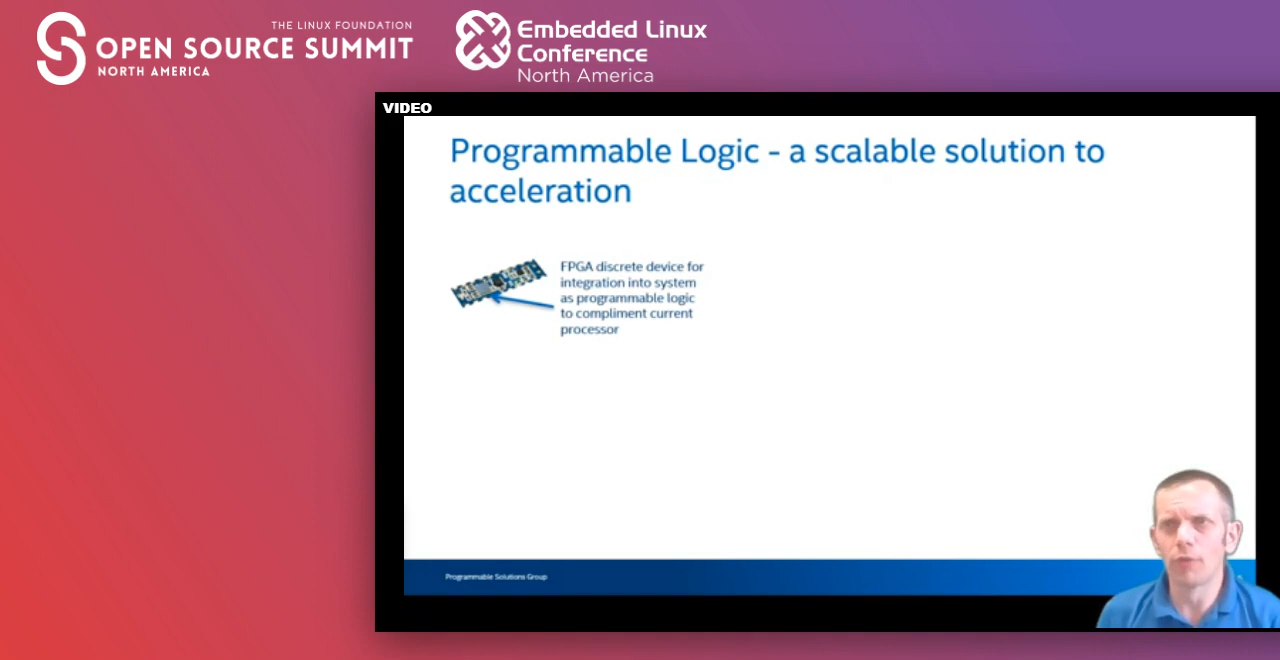 THE LINUX FOUNDATION
OPEN SOURCE SUMMIT
NORTH AMERICA
Embedded Linux
Conference
North America
VIDEO
Programmable Logic - a scalable solution to
acceleration
FPGA discrete device for
integration into system
as programmable logic
to compliment current
processor
Programmable Solutions Group